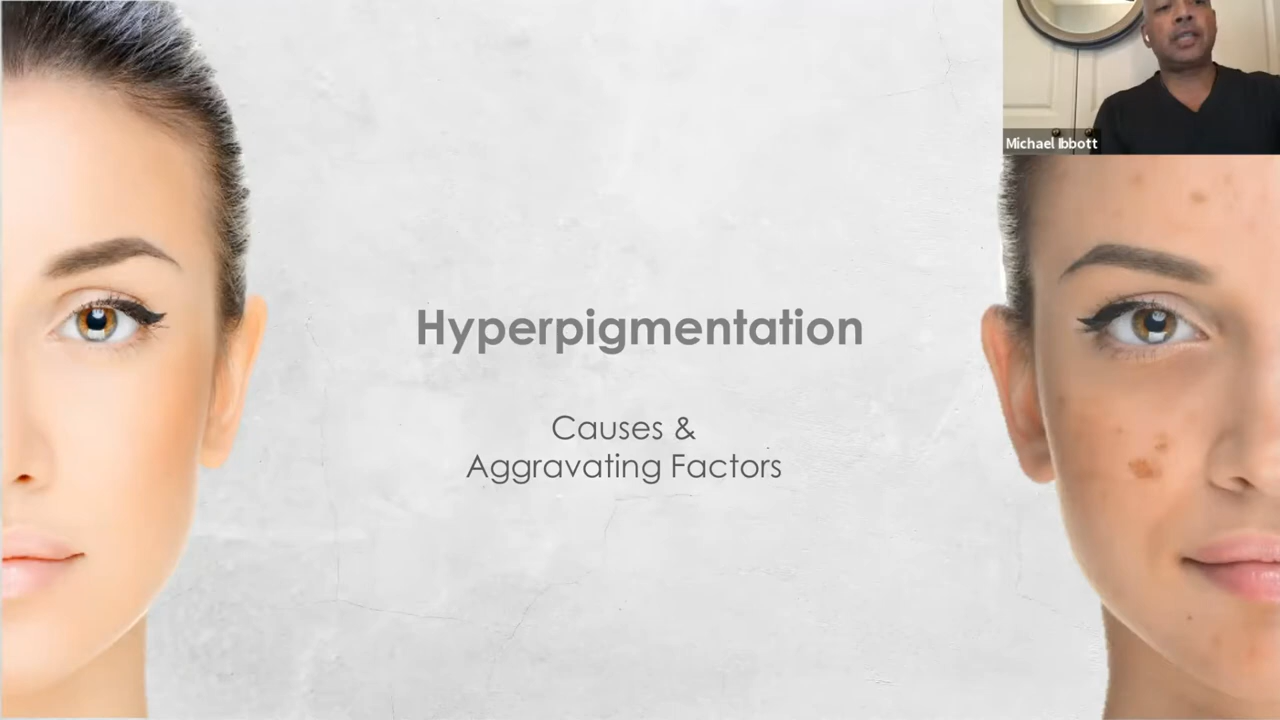 Michael Ibbott
Hyperpigmentation
Causes &
Aggravating Factors